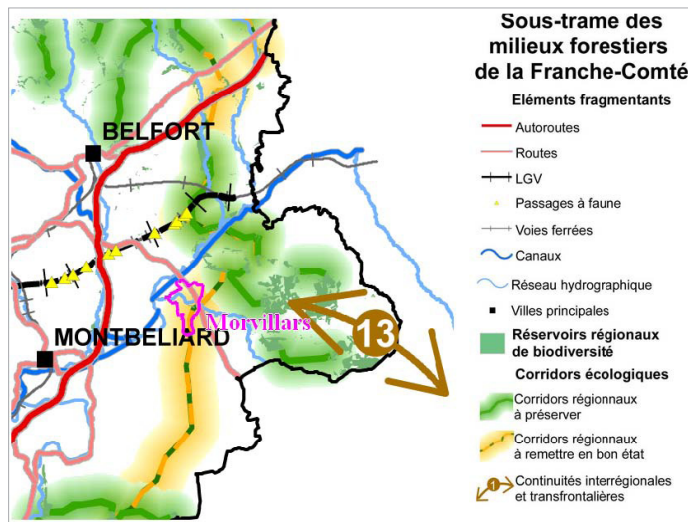 BELFORT
Morvillars
MONTBELIARD
13
Sous-trame des
milieux forestiers
de la Franche-Comté
Eléments fragmentants
Autoroutes
Routes
LGV
Passages à faune
Voies ferrées
Canaux
Réseau hydrographique
Villes principales
Réservoirs régionaux
de biodiversité
Corridors écologiques
Corridors régionnaux
à préserver
Corridors régionnaux
à remettre en bon état
1
Continuités interrégionales
et transfrontalières